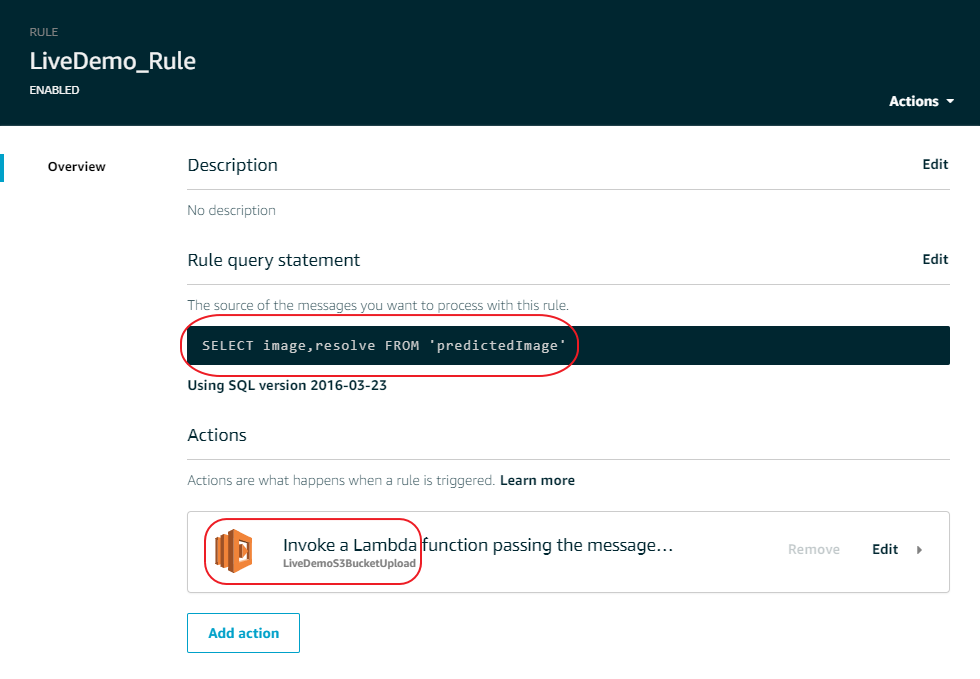 RULE
LiveDemo_Rule
ENABLED
Actions
Overview
Description
Edit
No description
Rule query statement
Edit
The source of the messages you want to process with this rule.
SELECT image,resolve FROM 'predictedImage'
Using SQL version 2016-03-23
Actions
Actions are what happens when a rule is triggered. Learn more
Invoke a Lambda function passing the message...
LiveDemoS3BucketUpload
Remove
Edit
Add action